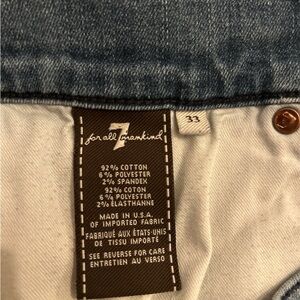 7
for all mankind
33
92% COTTON
6% POLYESTER
2% SPANDEX
92% COTON
6% POLYESTER
2% ÉLASTHANNE
MADE IN U.S.A.
OF IMPORTED FABRIC
FABRIQUÉ AUX ÉTATS-UNIS
DE TISSU IMPORTÉ
SEE REVERSE FOR CARE
ENTRETIEN AU VERSO